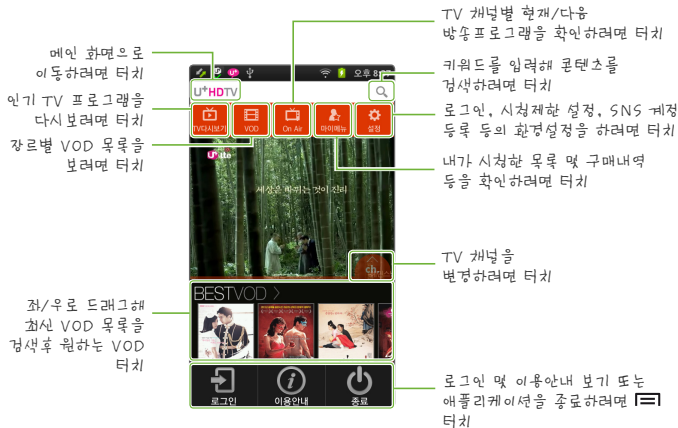 TV 채널별 현재/다음
방송프로그램을 확인하려면 터치
메인 화면으로
이동하려면 터치
키워드를 입력해 콘텐츠를
검색하려면 터치
인기 TV 프로그램을
다시보려면 터치
로그인, 시청제한 설정, SNS 계정
등록 등의 환경설정을 하려면 터치
장르별 VOD 목록을
보려면 터치
내가 시청한 목록 및 구매내역
등을 확인하려면 터치
오후
U+HDTV
TV다시보기
VOD
On Air
마이메뉴
설정
세상을 바꾸는 것이 진리
ch.
TV 채널을
변경하려면 터치
BESTVOD >
좌/우로 드래그해
최신 VOD 목록을
검색후 원하는 VOD
터치
로그인
이용안내
종료
로그인 및 이용안내 보기 또는
애플리케이션을 종료하려면
터치